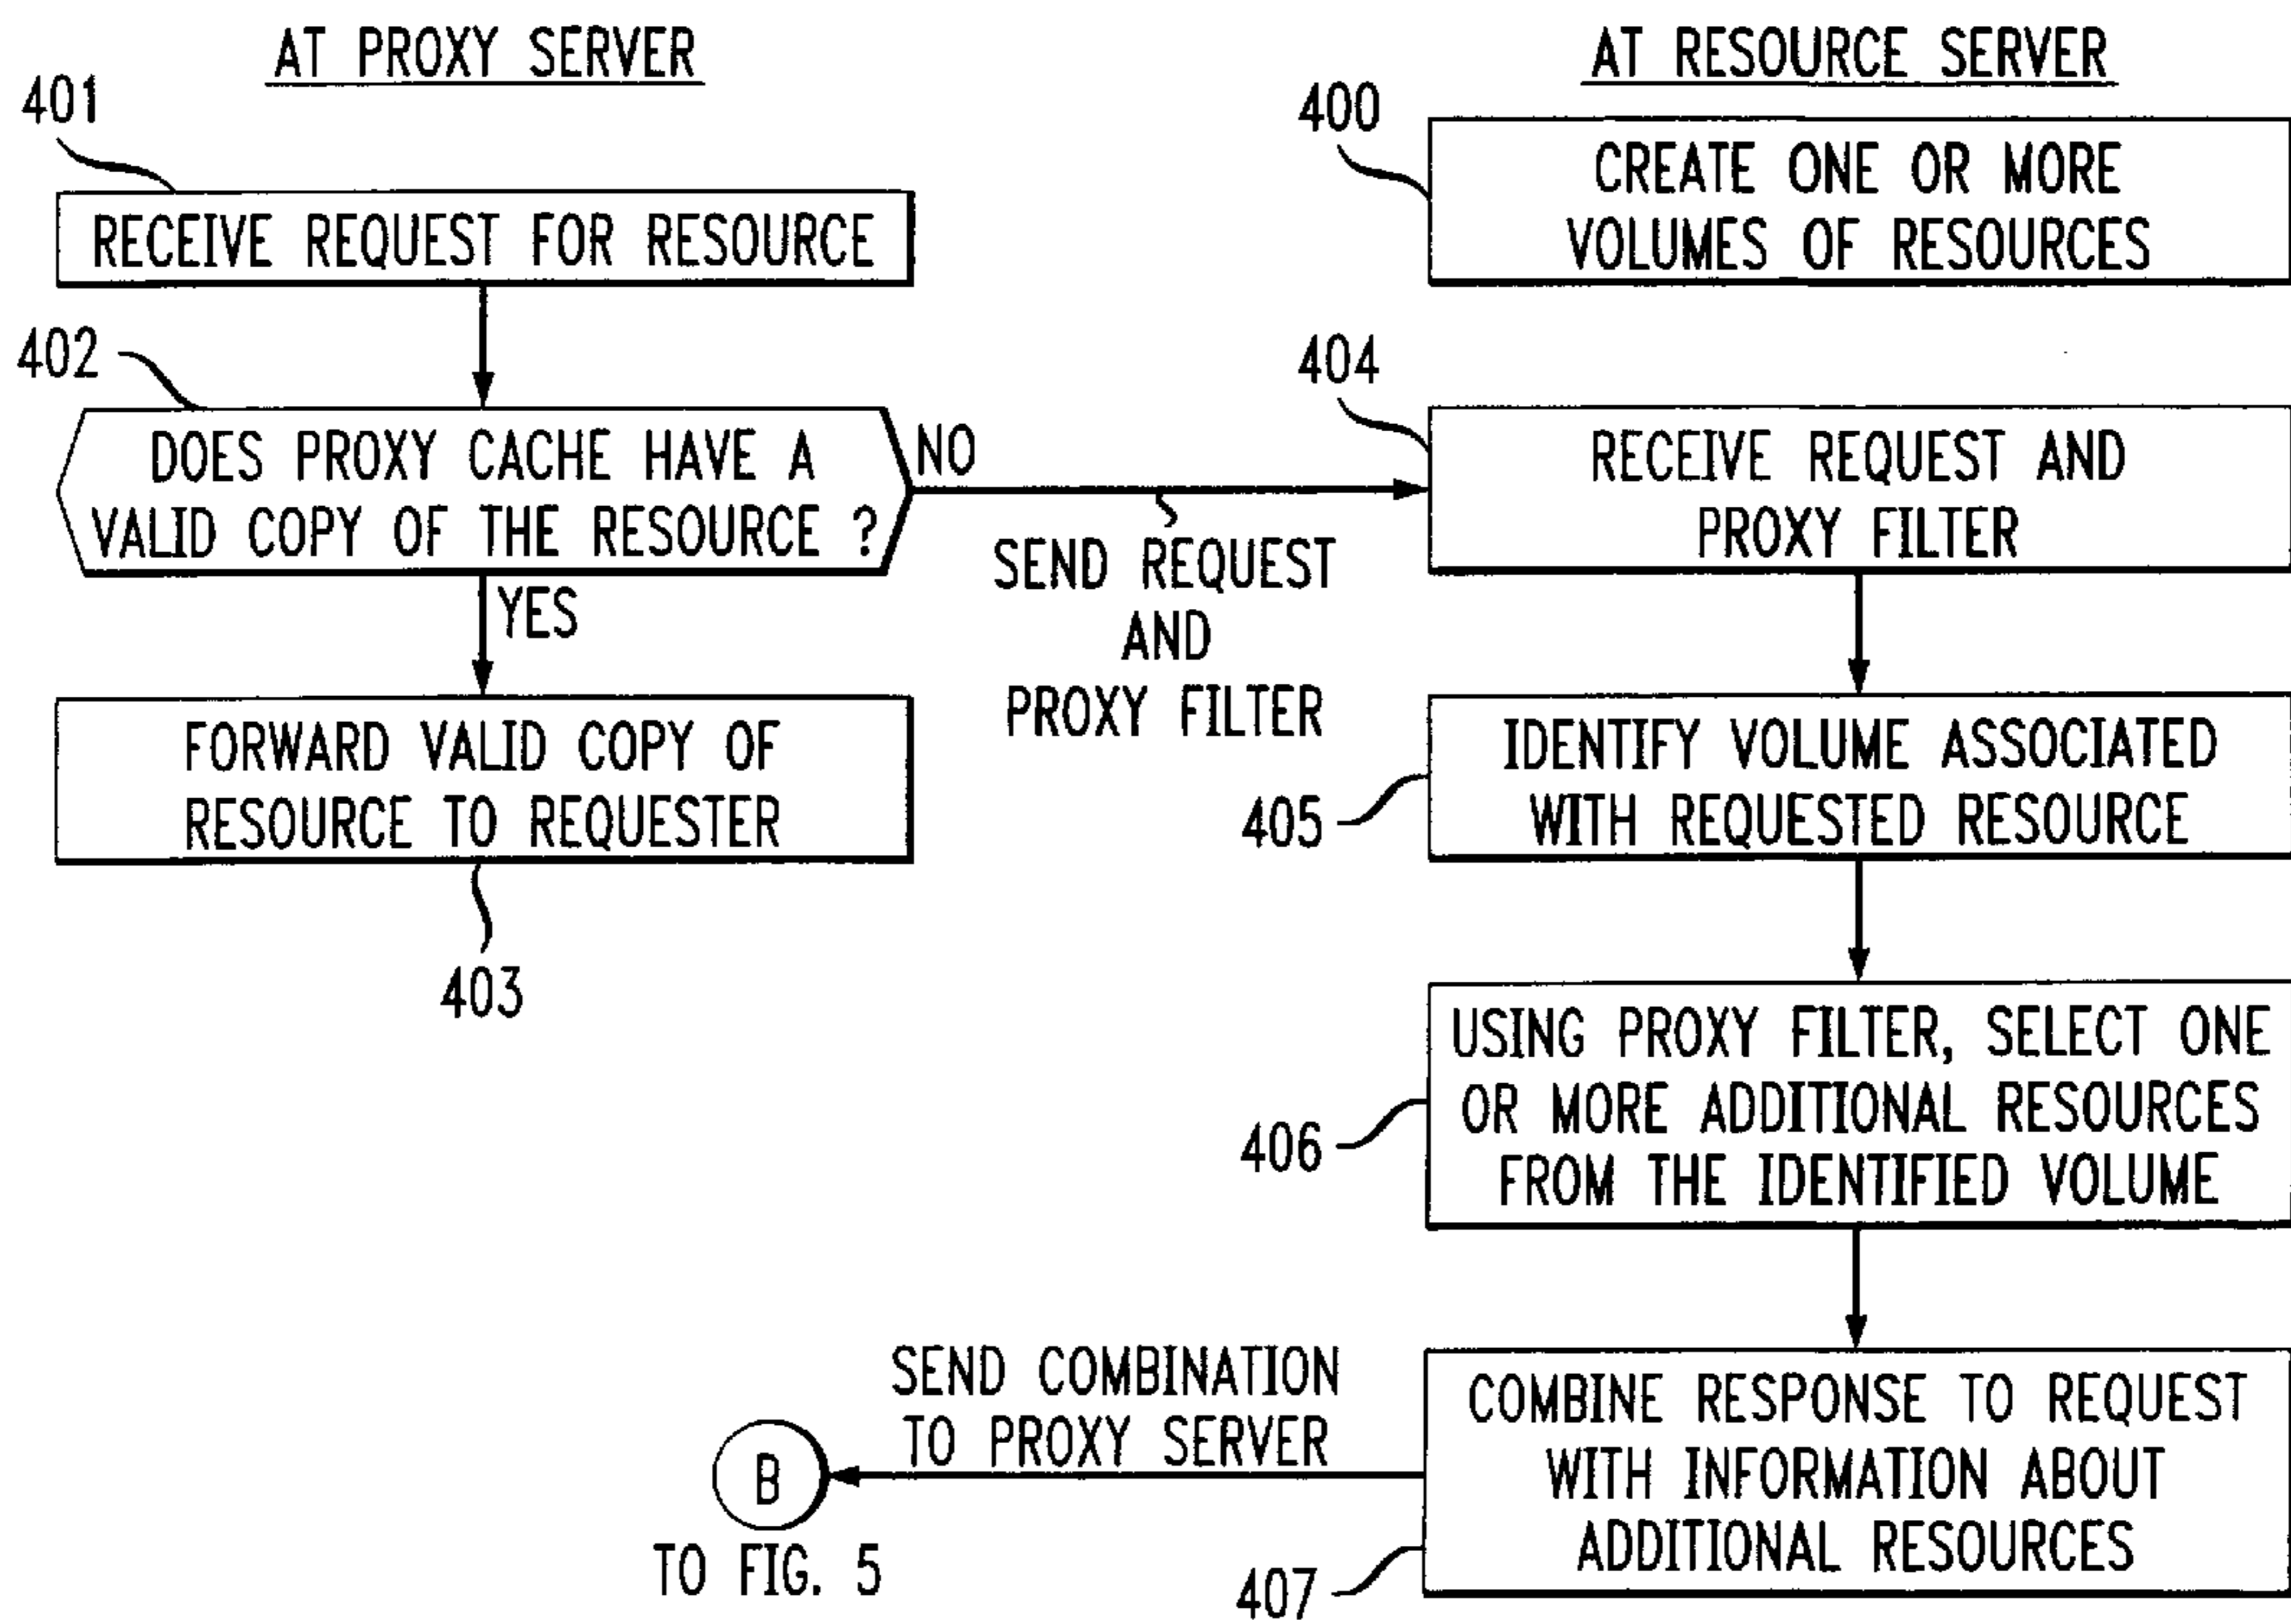 AT PROXY SERVER
401
RECEIVE REQUEST FOR RESOURCE
402
DOES PROXY CACHE HAVE A
VALID COPY OF THE RESOURCE ?
NO
YES
SEND REQUEST
AND
PROXY FILTER
FORWARD VALID COPY OF
RESOURCE TO REQUESTER
403
AT RESOURCE SERVER
400
CREATE ONE OR MORE
VOLUMES OF RESOURCES
404
RECEIVE REQUEST AND
PROXY FILTER
IDENTIFY VOLUME ASSOCIATED
WITH REQUESTED RESOURCE
405
USING PROXY FILTER, SELECT ONE
OR MORE ADDITIONAL RESOURCES
FROM THE IDENTIFIED VOLUME
406
COMBINE RESPONSE TO REQUEST
WITH INFORMATION ABOUT
ADDITIONAL RESOURCES
407
SEND COMBINATION
TO PROXY SERVER
B
TO FIG. 5